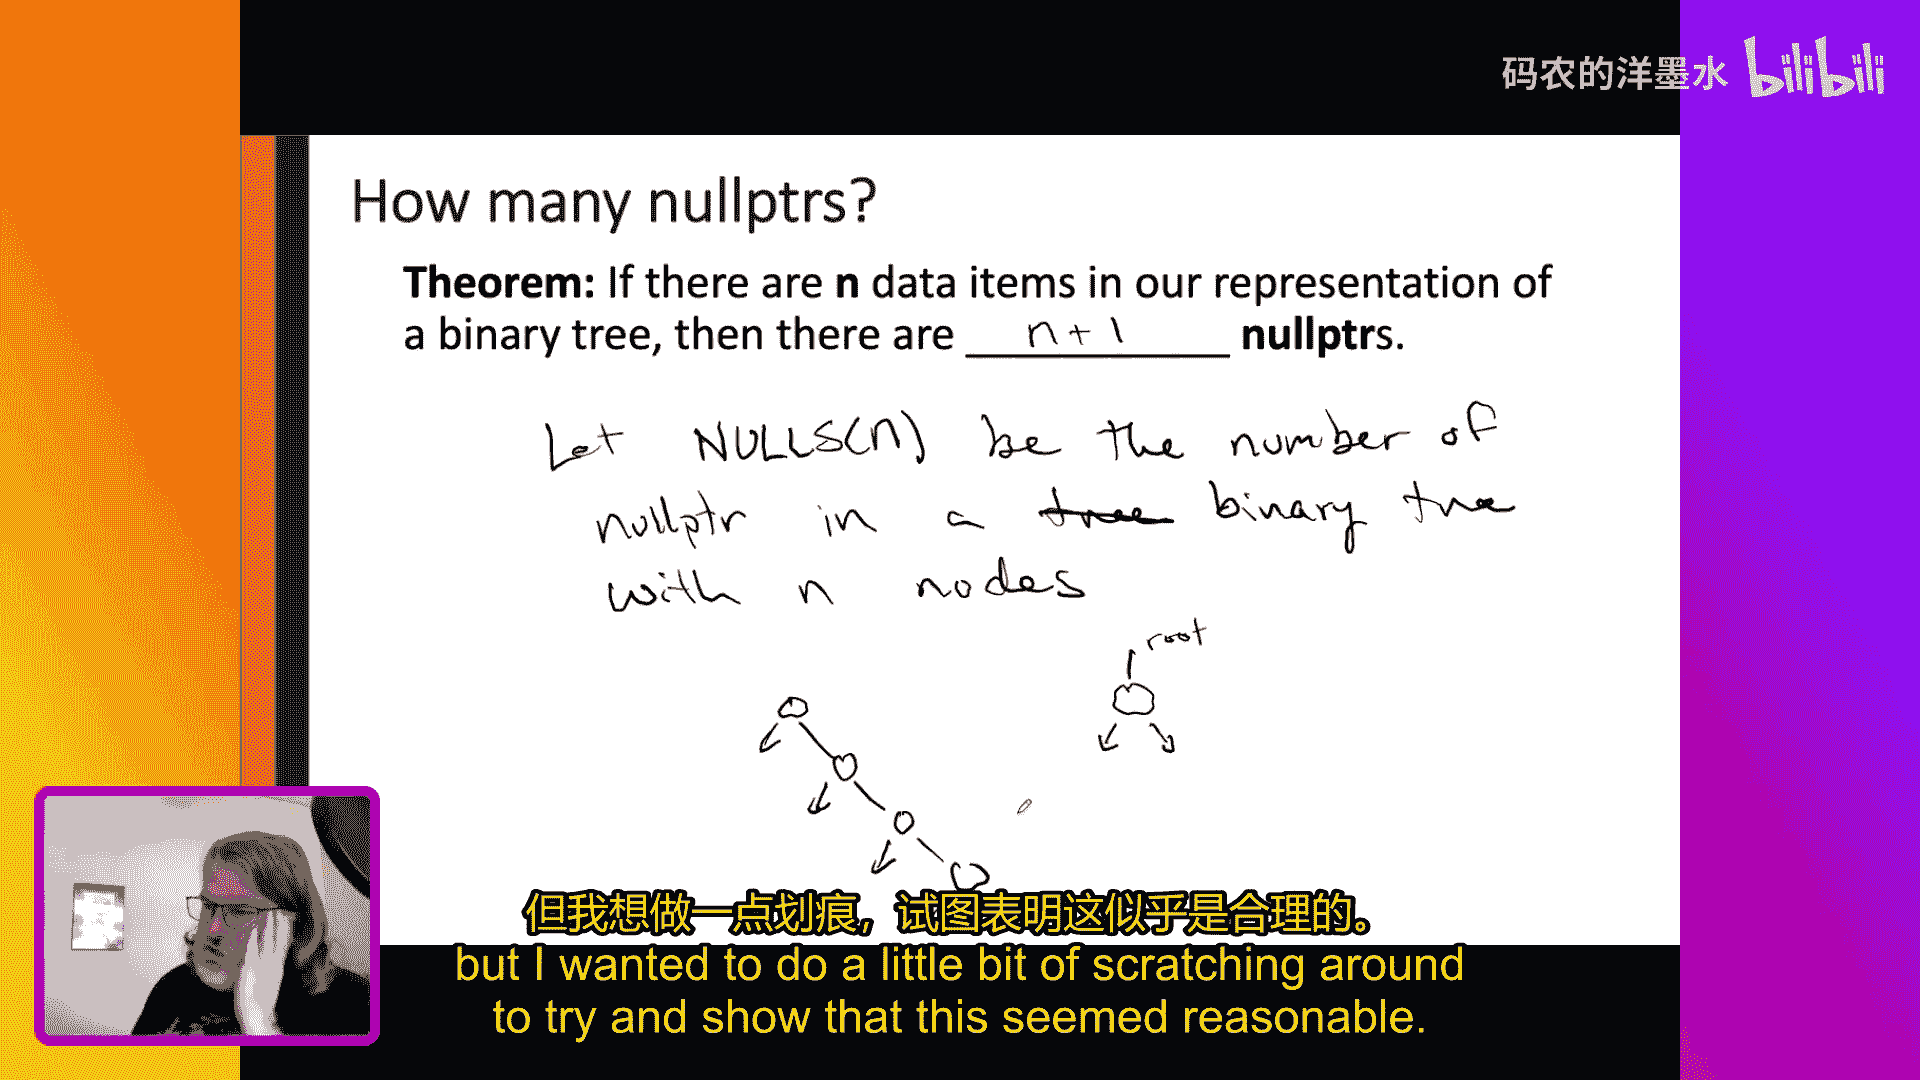 码农的洋墨水 bilibili
How many nullptrs?
Theorem: If there are n data items in our representation of
a binary tree, then there are n+1 nullptrs.
Let NULLS(n) be the number of
nullptr in a tree binary tree
with n nodes
root
但我想做一点划痕，试图表明这似乎是合理的。
but I wanted to do a little bit of scratching around
to try and show that this seemed reasonable.